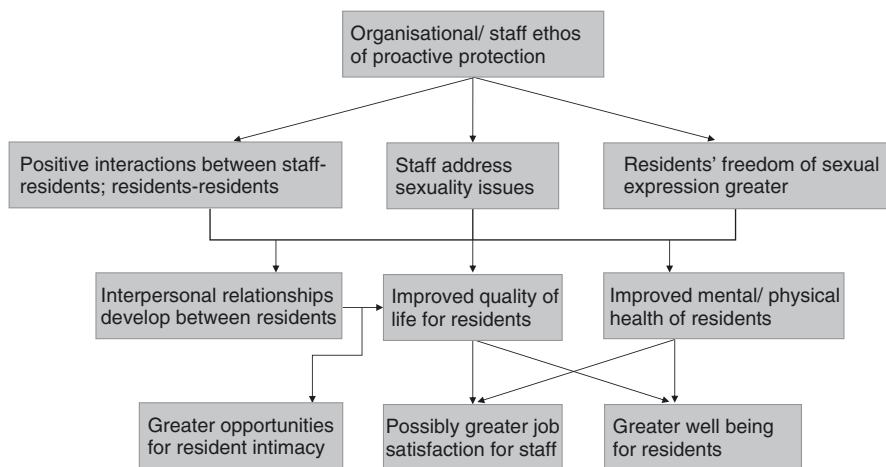 Organisational/ staff ethos
of proactive protection
Positive interactions between staff-
residents; residents-residents
Staff address
sexuality issues
Residents' freedom of sexual
expression greater
Interpersonal relationships
develop between residents
Improved quality of
life for residents
Improved mental/ physical
health of residents
Greater opportunities
for resident intimacy
Possibly greater job
satisfaction for staff
Greater well being
for residents